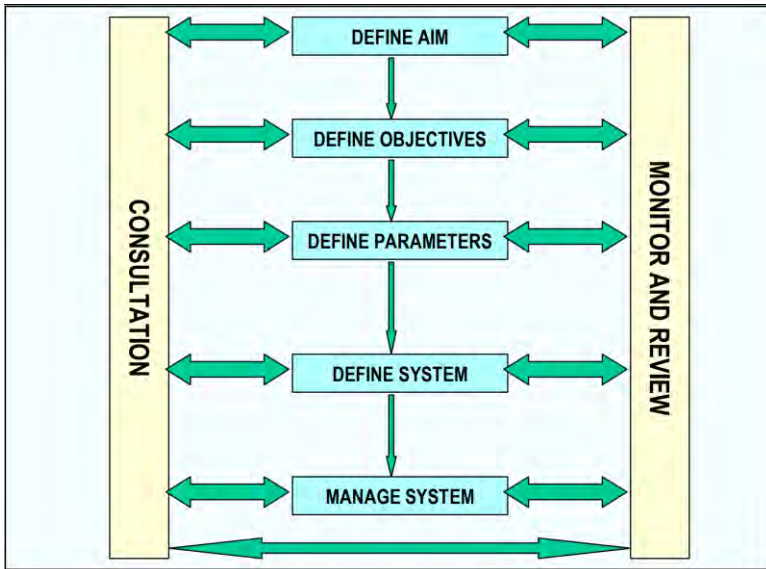 DEFINE AIM
DEFINE OBJECTIVES
DEFINE PARAMETERS
DEFINE SYSTEM
MANAGE SYSTEM
CONSULTATION
MONITOR AND REVIEW